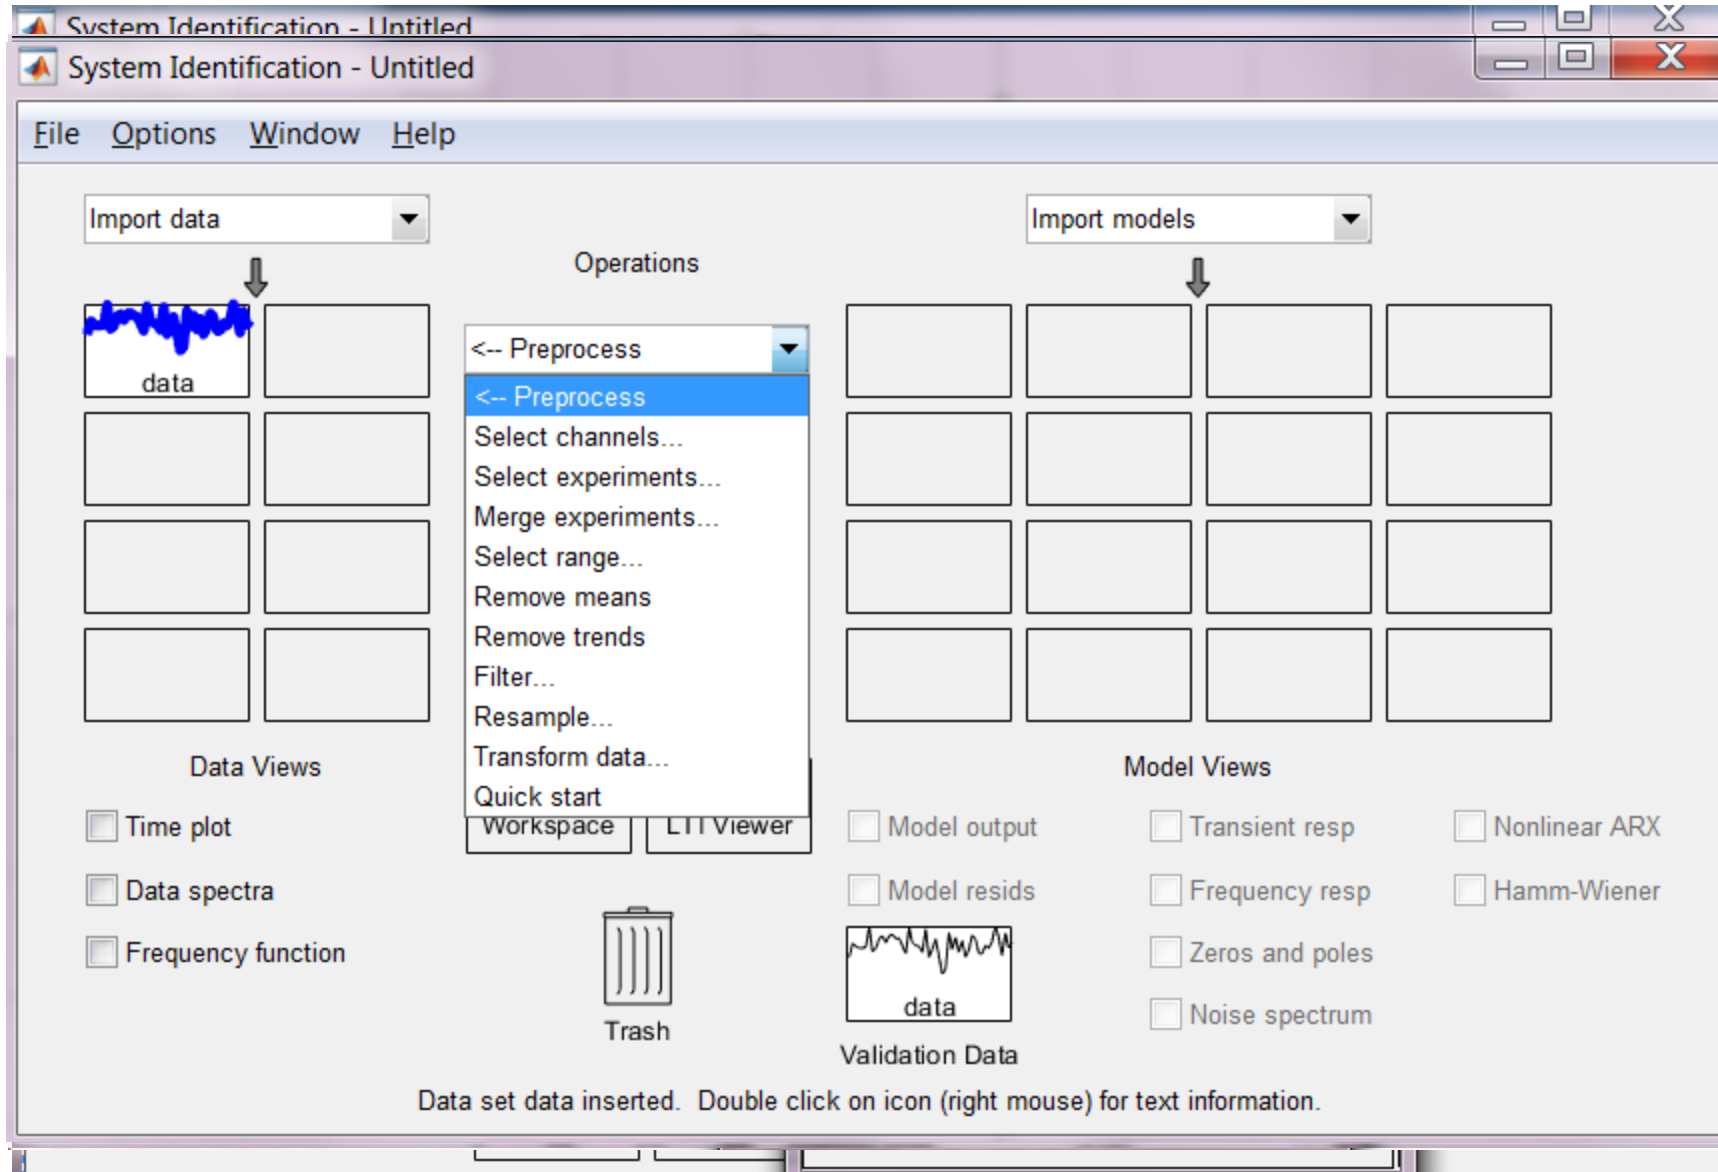 System Identification - Untitled
System Identification - Untitled
File Options Window Help
Import data
Import models
Operations
data
<-- Preprocess
<-- Preprocess
Select channels...
Select experiments...
Merge experiments...
Select range...
Remove means
Remove trends
Filter...
Resample...
Transform data...
Quick start
Data Views
Model Views
Workspace
LTI Viewer
Time plot
Data spectra
Frequency function
Model output
Transient resp
Nonlinear ARX
Model resids
Frequency resp
Hamm-Wiener
Zeros and poles
Noise spectrum
Trash
data
Validation Data
Data set data inserted. Double click on icon (right mouse) for text information.